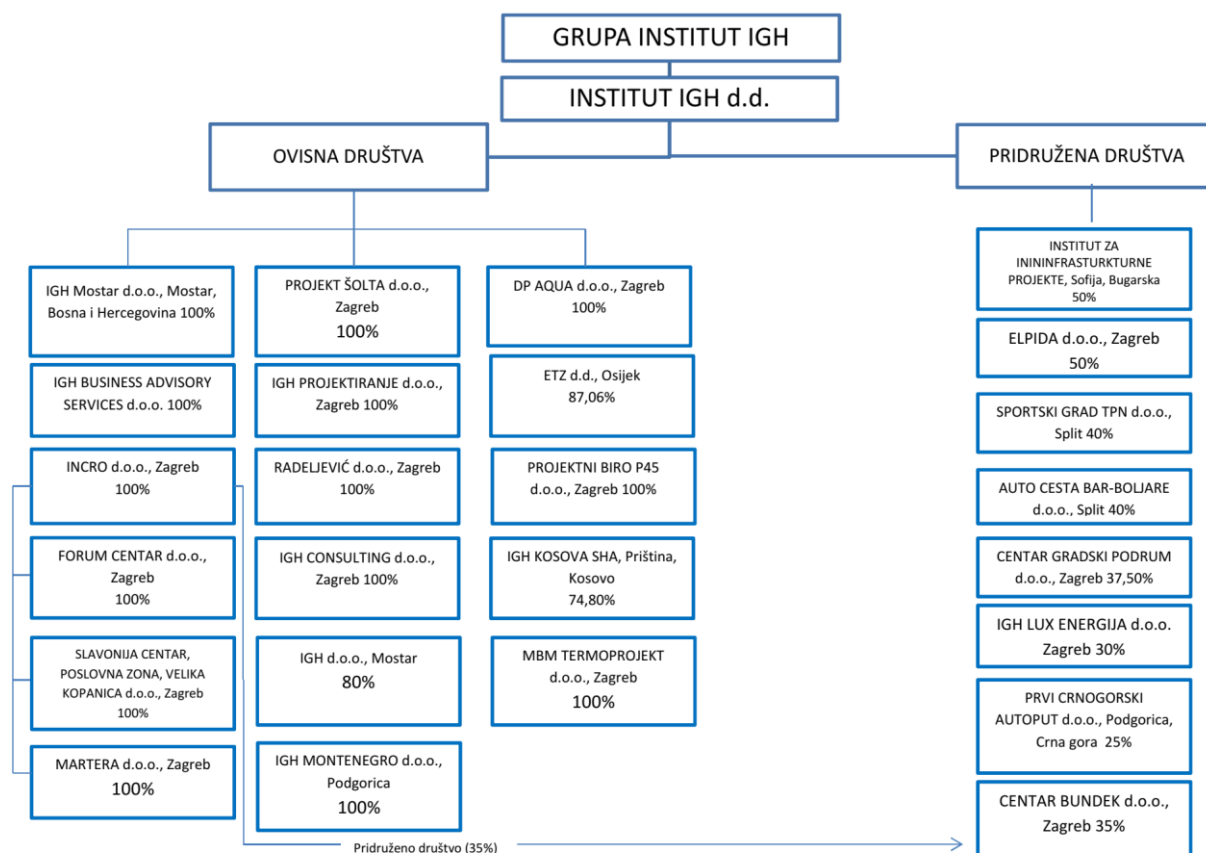 GRUPA INSTITUT IGH
INSTITUT IGH d.d.
OVISNA DRUŠTVA
PRIDRUŽENA DRUŠTVA
IGH Mostar d.o.o., Mostar,
Bosna i Hercegovina 100%
IGH BUSINESS ADVISORY
SERVICES d.o.o. 100%
INCRO d.o.o., Zagreb
100%
FORUM CENTAR d.o.o.,
Zagreb
100%
SLAVONIJA CENTAR,
POSLOVNA ZONA, VELIKA
KOPANICA d.o.o., Zagreb
100%
MARTERA d.o.o., Zagreb
100%
PROJEKT ŠOLTA d.o.o.,
Zagreb
100%
IGH PROJEKTIRANJE d.o.o.,
Zagreb 100%
RADELJEVIĆ d.o.o., Zagreb
100%
IGH CONSULTING d.o.o.,
Zagreb 100%
IGH d.o.o., Mostar
80%
IGH MONTENEGRO d.o.o.,
Podgorica
100%
DP AQUA d.o.o., Zagreb
100%
ETZ d.d., Osijek
87,06%
PROJEKTNI BIRO P45
d.o.o., Zagreb 100%
IGH KOSOVA SHA, Priština,
Kosovo
74,80%
MBM TERMOPROJEKT
d.o.o., Zagreb
100%
INSTITUT ZA
INININFRASTURKTURNE
PROJEKTE, Sofija, Bugarska
50%
ELPIDA d.o.o., Zagreb
50%
SPORTSKI GRAD TPN d.o.o.,
Split 40%
AUTO CESTA BAR-BOLJARE
d.o.o., Split 40%
CENTAR GRADSKI PODRUM
d.o.o., Zagreb 37,50%
IGH LUX ENERGIJA d.o.o.
Zagreb 30%
PRVI CRNOGORSKI
AUTOPUT d.o.o., Podgorica,
Crna gora 25%
CENTAR BUNDEK d.o.o.,
Zagreb 35%
Pridruženo društvo (35%)